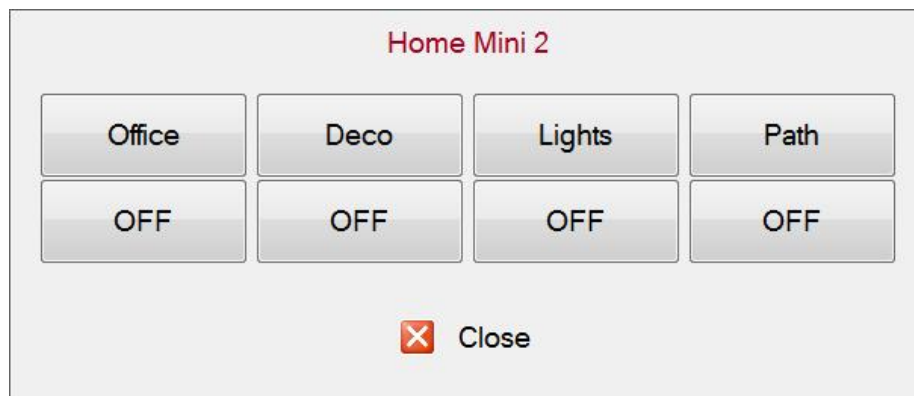 Home Mini 2
Office Deco Lights Path
OFF OFF OFF OFF
Close